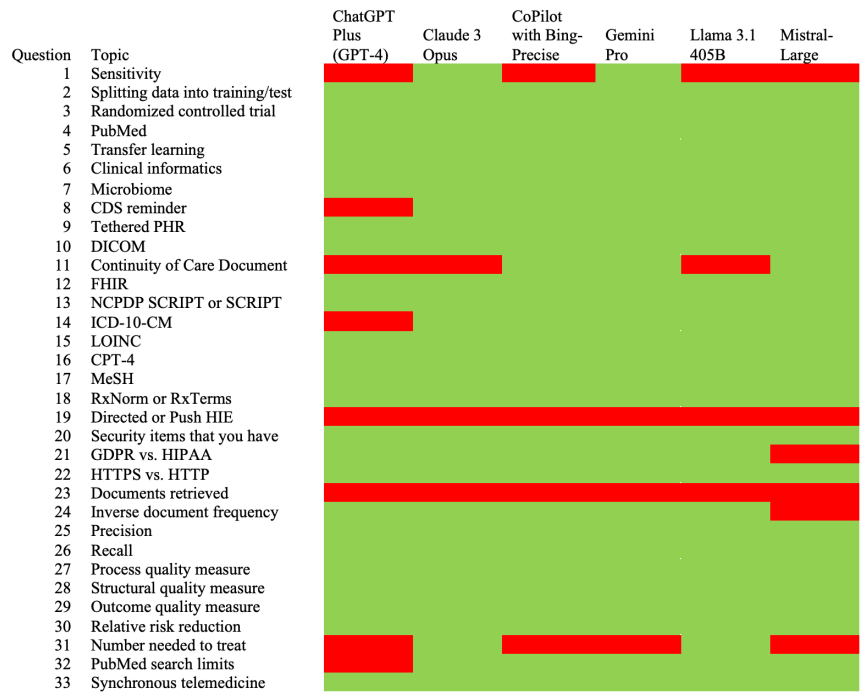 ChatGPT Plus (GPT-4)
Claude 3 Opus
CoPilot with Bing-Precise
Gemini Pro
Llama 3.1 405B
Mistral-Large
Question Topic
1 Sensitivity
2 Splitting data into training/test
3 Randomized controlled trial
4 PubMed
5 Transfer learning
6 Clinical informatics
7 Microbiome
8 CDS reminder
9 Tethered PHR
10 DICOM
11 Continuity of Care Document
12 FHIR
13 NCPDP SCRIPT or SCRIPT
14 ICD-10-CM
15 LOINC
16 CPT-4
17 MeSH
18 RxNorm or RxTerms
19 Directed or Push HIE
20 Security items that you have
21 GDPR vs. HIPAA
22 HTTPS vs. HTTP
23 Documents retrieved
24 Inverse document frequency
25 Precision
26 Recall
27 Process quality measure
28 Structural quality measure
29 Outcome quality measure
30 Relative risk reduction
31 Number needed to treat
32 PubMed search limits
33 Synchronous telemedicine